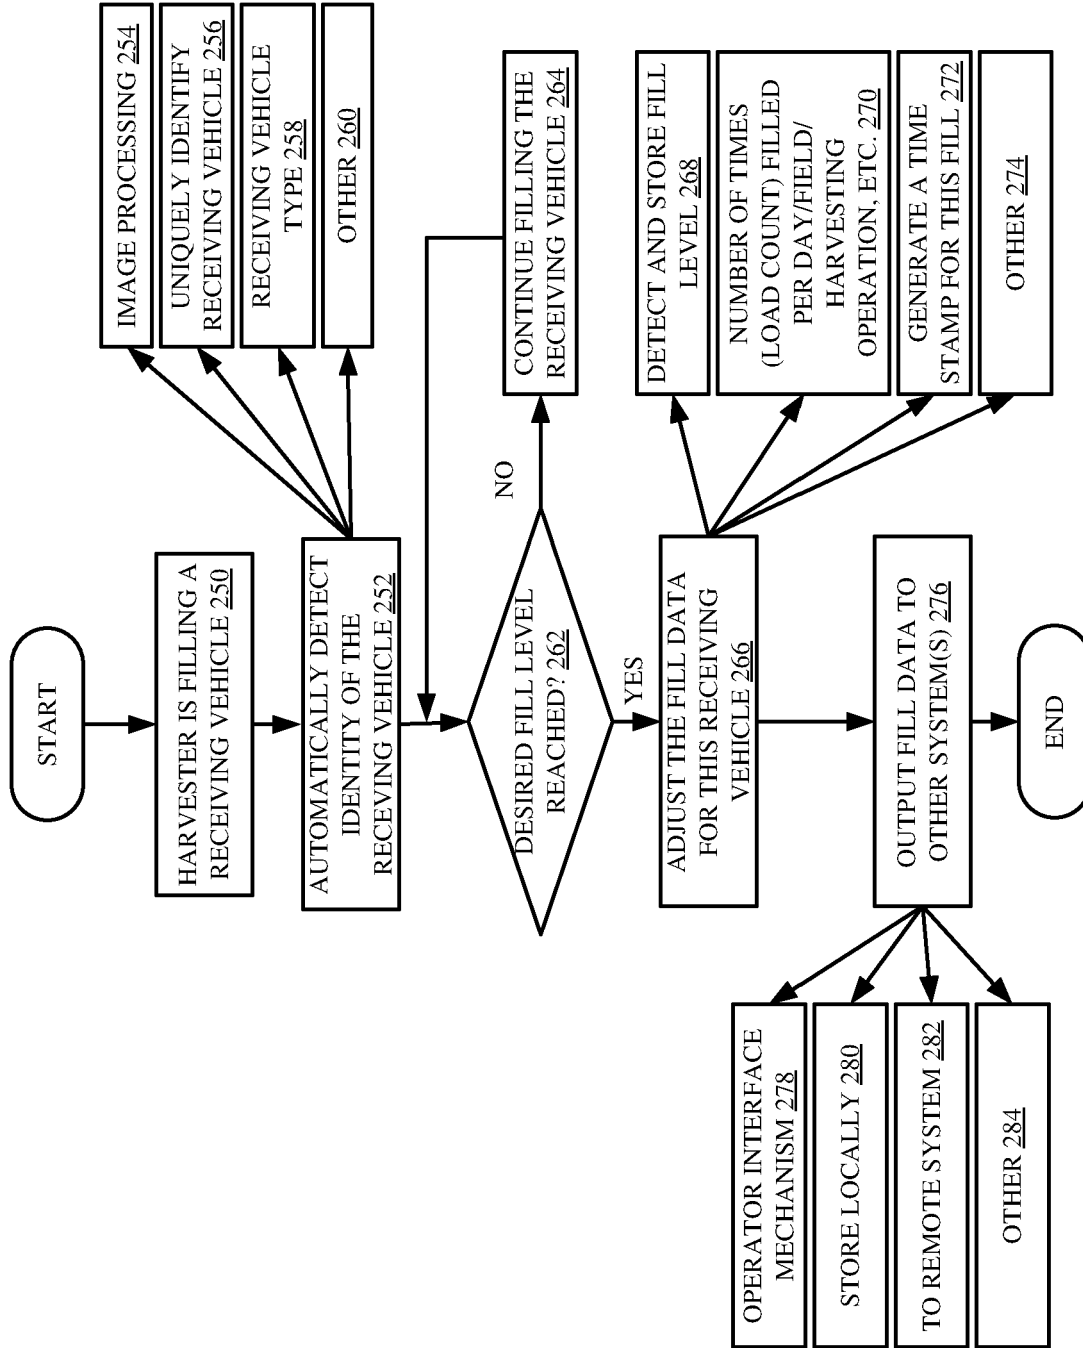 START
HARVESTER IS FILLING A
RECEIVING VEHICLE 250
AUTOMATICALLY DETECT
IDENTITY OF THE
RECEVING VEHICLE 252
IMAGE PROCESSING 254
UNIQUELY IDENTIFY
RECEIVING VEHICLE 256
RECEIVING VEHICLE
TYPE 258
OTHER 260
DESIRED FILL LEVEL
REACHED? 262
NO
CONTINUE FILLING THE
RECEIVING VEHICLE 264
YES
ADJUST THE FILL DATA
FOR THIS RECEIVING
VEHICLE 266
DETECT AND STORE FILL
LEVEL 268
NUMBER OF TIMES
(LOAD COUNT) FILLED
PER DAY/FIELD/
HARVESTING
OPERATION, ETC. 270
GENERATE A TIME
STAMP FOR THIS FILL 272
OTHER 274
OUTPUT FILL DATA TO
OTHER SYSTEM(S) 276
OPERATOR INTERFACE
MECHANISM 278
STORE LOCALLY 280
TO REMOTE SYSTEM 282
OTHER 284
END